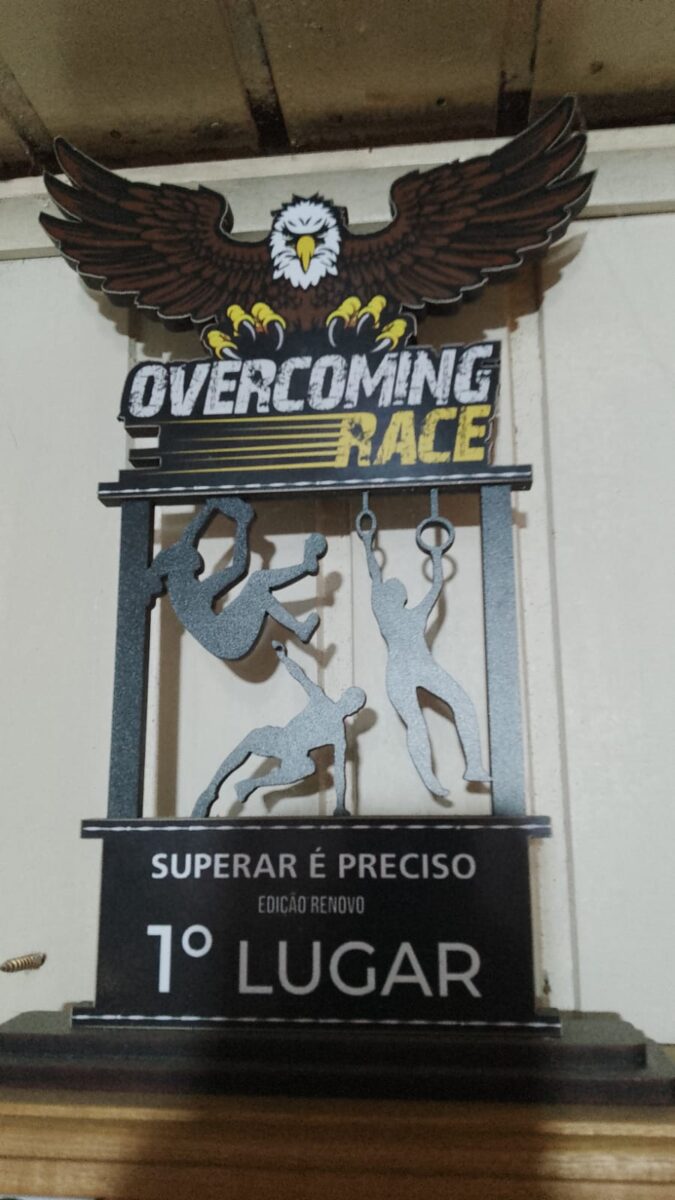 OVERCOMING
RACE
SUPERAR É PRECISO
EDIÇÃO RENOVO
1º LUGAR